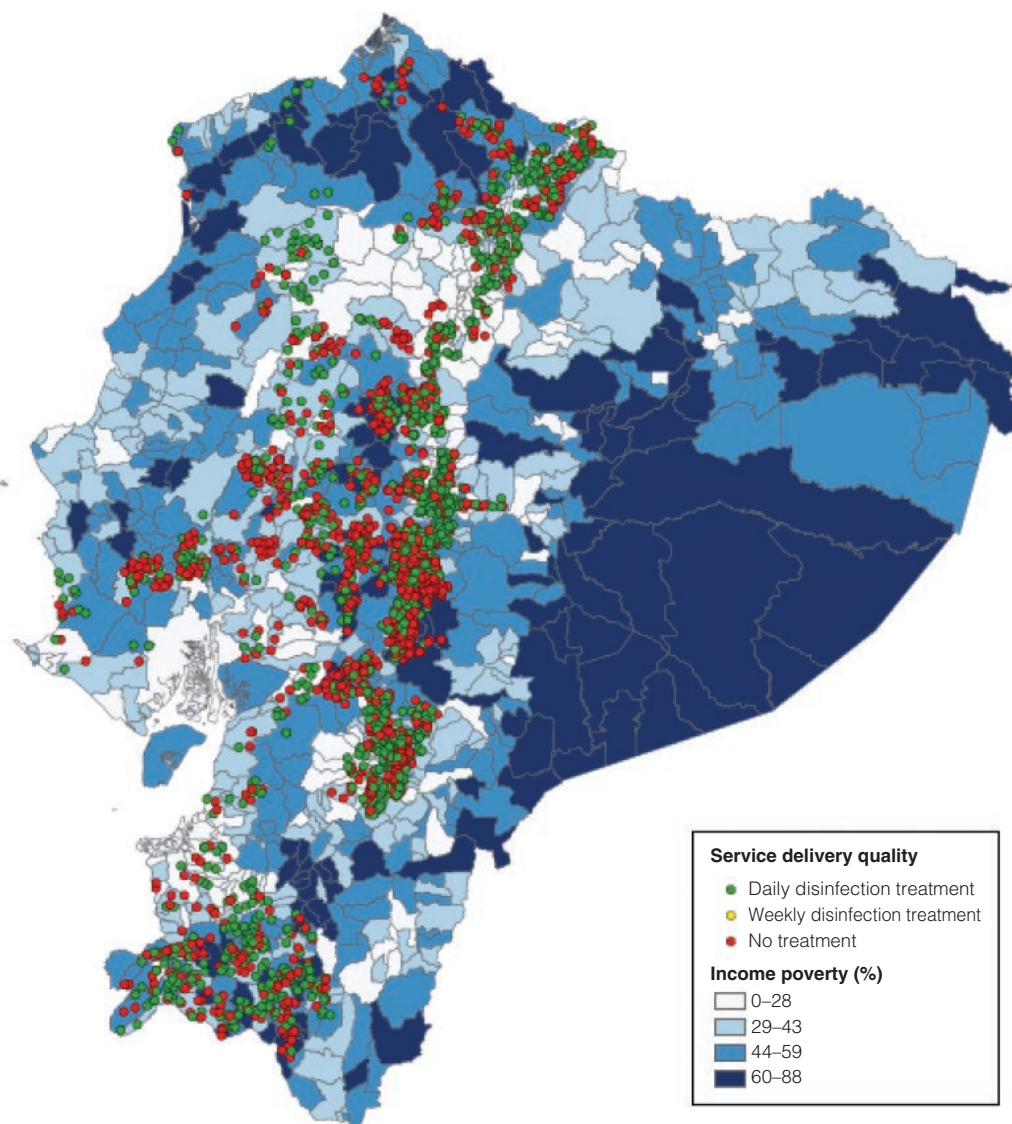 Service delivery quality
Daily disinfection treatment
Weekly disinfection treatment
No treatment
Income poverty (%)
0–28
29–43
44–59
60–88